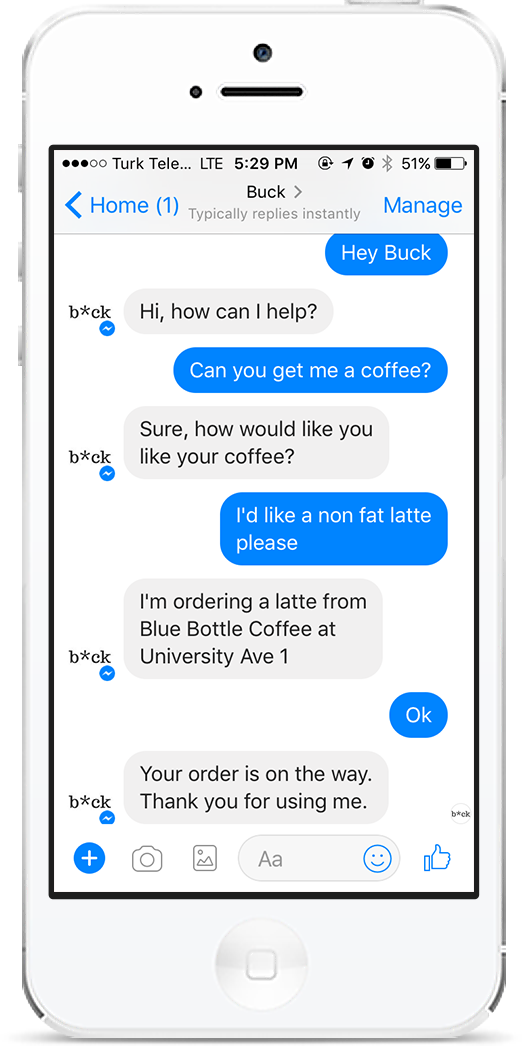 Turk Tele... LTE 5:29 PM 51%
Home (1)
Buck
Typically replies instantly
Manage
Hey Buck
b*ck
Hi, how can I help?
Can you get me a coffee?
Sure, how would like you
like your coffee?
b*ck
I'd like a non fat latte
please
I'm ordering a latte from
Blue Bottle Coffee at
University Ave 1
b*ck
Ok
Your order is on the way.
Thank you for using me.
b*ck
b*ck
Aa